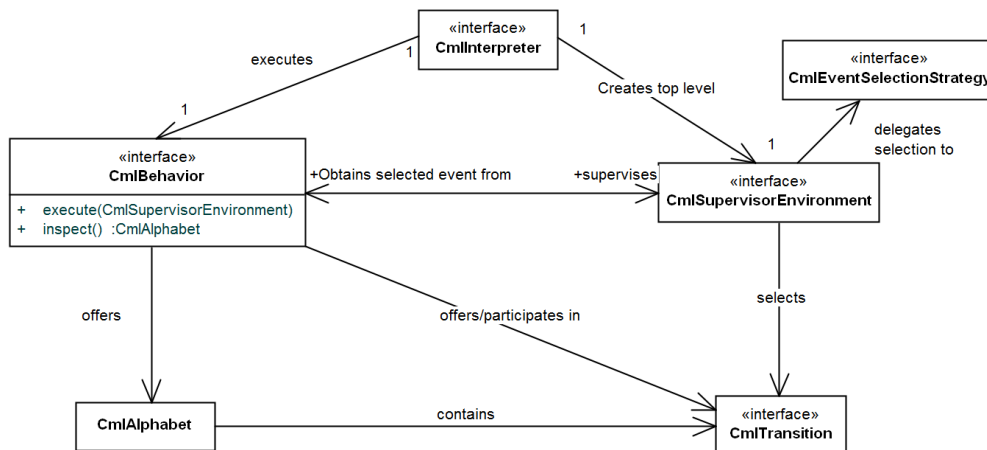 «interface»
CmlInterpreter
1
1
executes
Creates top level
«interface»
CmlEventSelectionStrategy
delegates
selection to
1
1
«interface»
CmlBehavior
+ execute(CmlSupervisorEnvironment)
+ inspect() :CmlAlphabet
+Obtains selected event from
+supervises
«interface»
CmlSupervisorEnvironment
offers
offers/participates in
selects
CmlAlphabet
contains
«interface»
CmlTransition